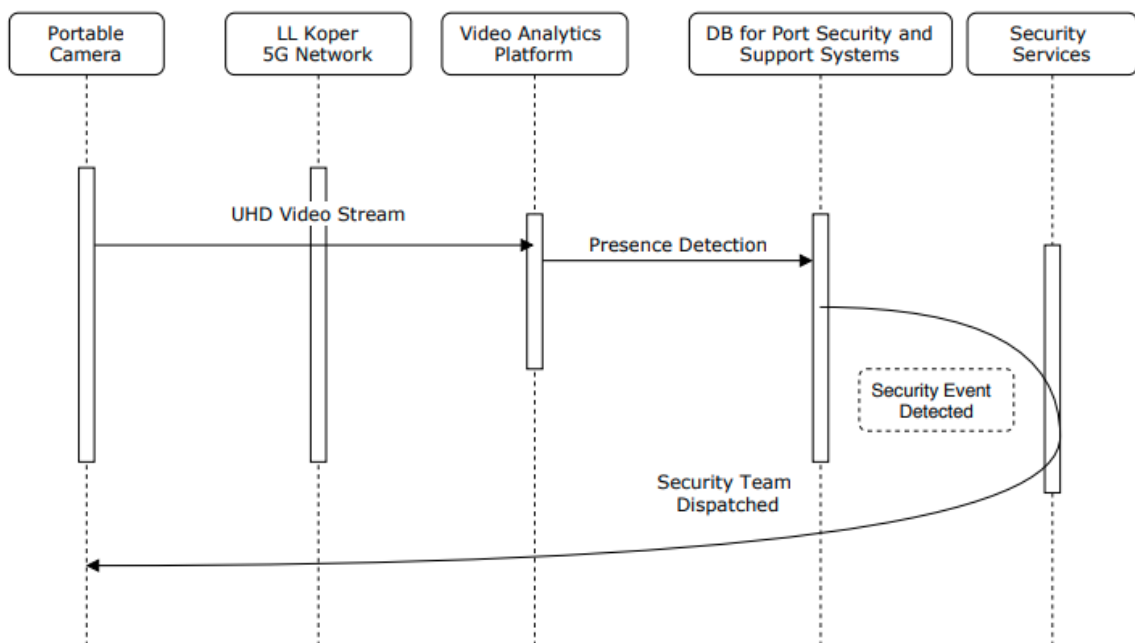 Portable
Camera
LL Koper
5G Network
Video Analytics
Platform
DB for Port Security and
Support Systems
Security
Services
UHD Video Stream
Presence Detection
Security Event
Detected
Security Team
Dispatched